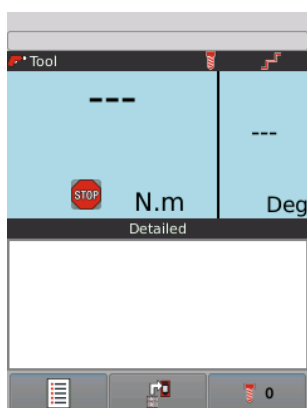 Tool
---
---
STOP
N.m
Deg
Detailed
0